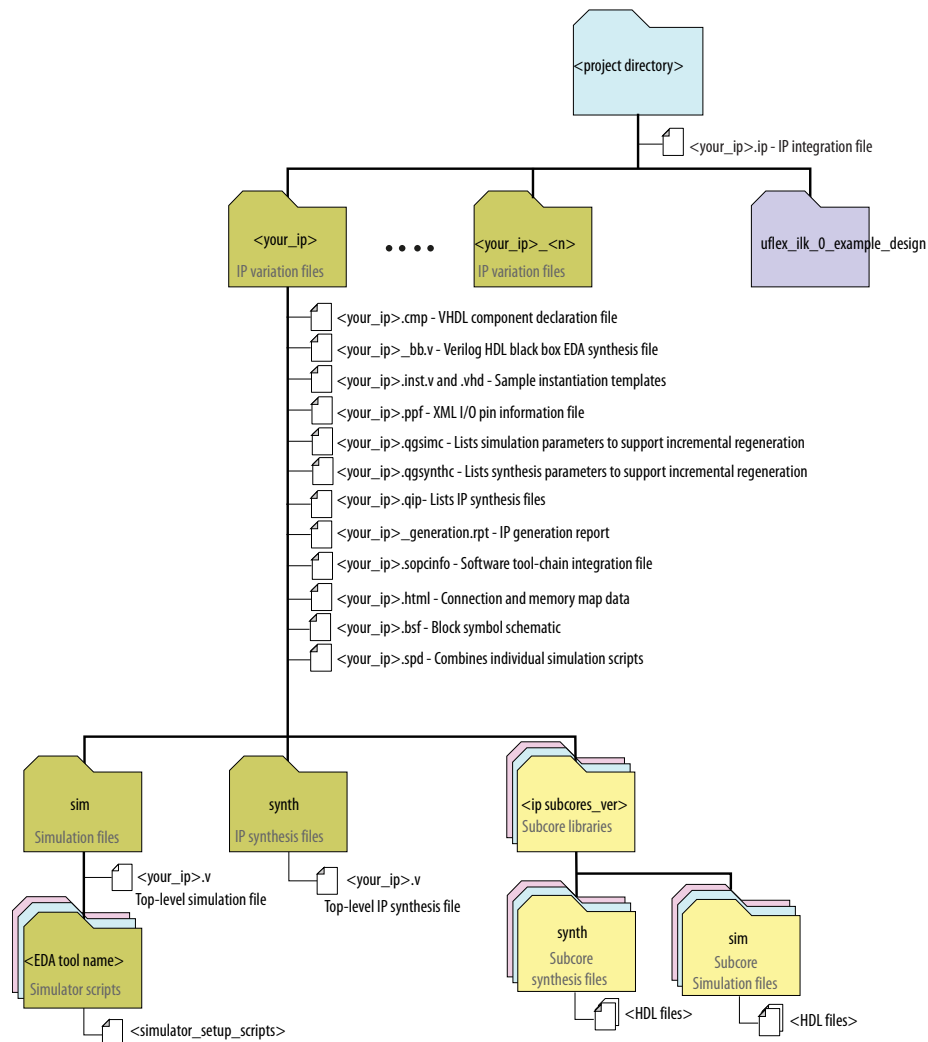 <project directory>
<your_ip>.ip - IP integration file
<your_ip>
IP variation files
<your_ip>_<n>
IP variation files
uflex_ilk_0_example_design
<your_ip>.cmp - VHDL component declaration file
<your_ip>_bb.v - Verilog HDL black box EDA synthesis file
<your_ip>.inst.v and .vhd - Sample instantiation templates
<your_ip>.ppf - XML I/O pin information file
<your_ip>.qgsimc - Lists simulation parameters to support incremental regeneration
<your_ip>.qgsynthc - Lists synthesis parameters to support incremental regeneration
<your_ip>.qip- Lists IP synthesis files
<your_ip>_generation.rpt - IP generation report
<your_ip>.sopcinfo - Software tool-chain integration file
<your_ip>.html - Connection and memory map data
<your_ip>.bsf - Block symbol schematic
<your_ip>.spd - Combines individual simulation scripts
sim
Simulation files
synth
IP synthesis files
<ip subcores_ver>
Subcore libraries
<your_ip>.v
Top-level simulation file
<your_ip>.v
Top-level IP synthesis file
<EDA tool name>
Simulator scripts
<simulator_setup_scripts>
synth
Subcore
synthesis files
<HDL files>
sim
Subcore
Simulation files
<HDL files>